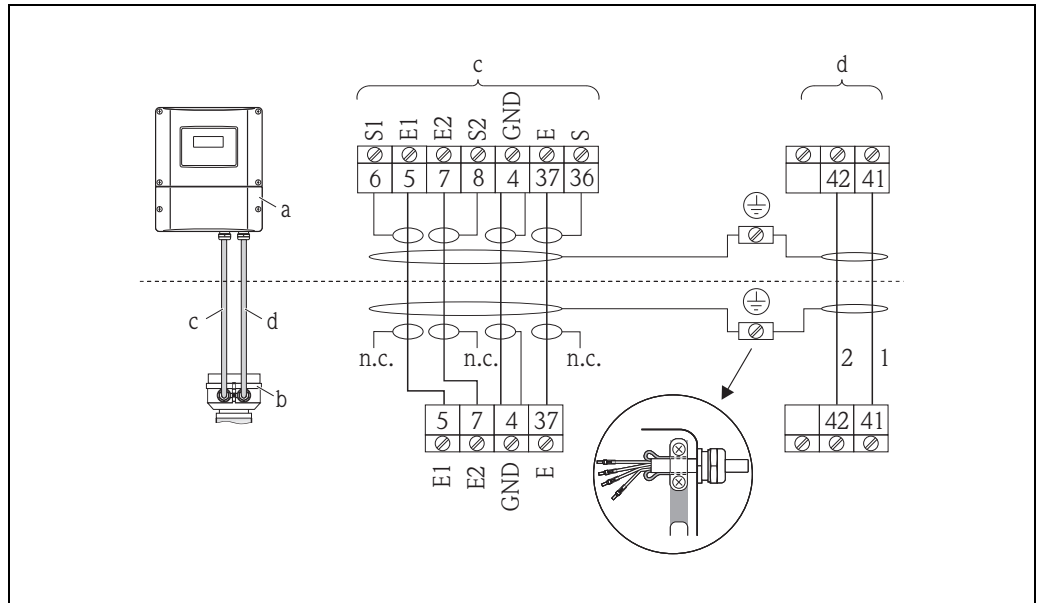 c
d
S1 E1 E2 S2 GND E S
6 5 7 8 4 37 36
42 41
a
c
d
b
n.c. n.c. n.c.
2 1
5 7 4 37
42 41
E1 E2 GND E